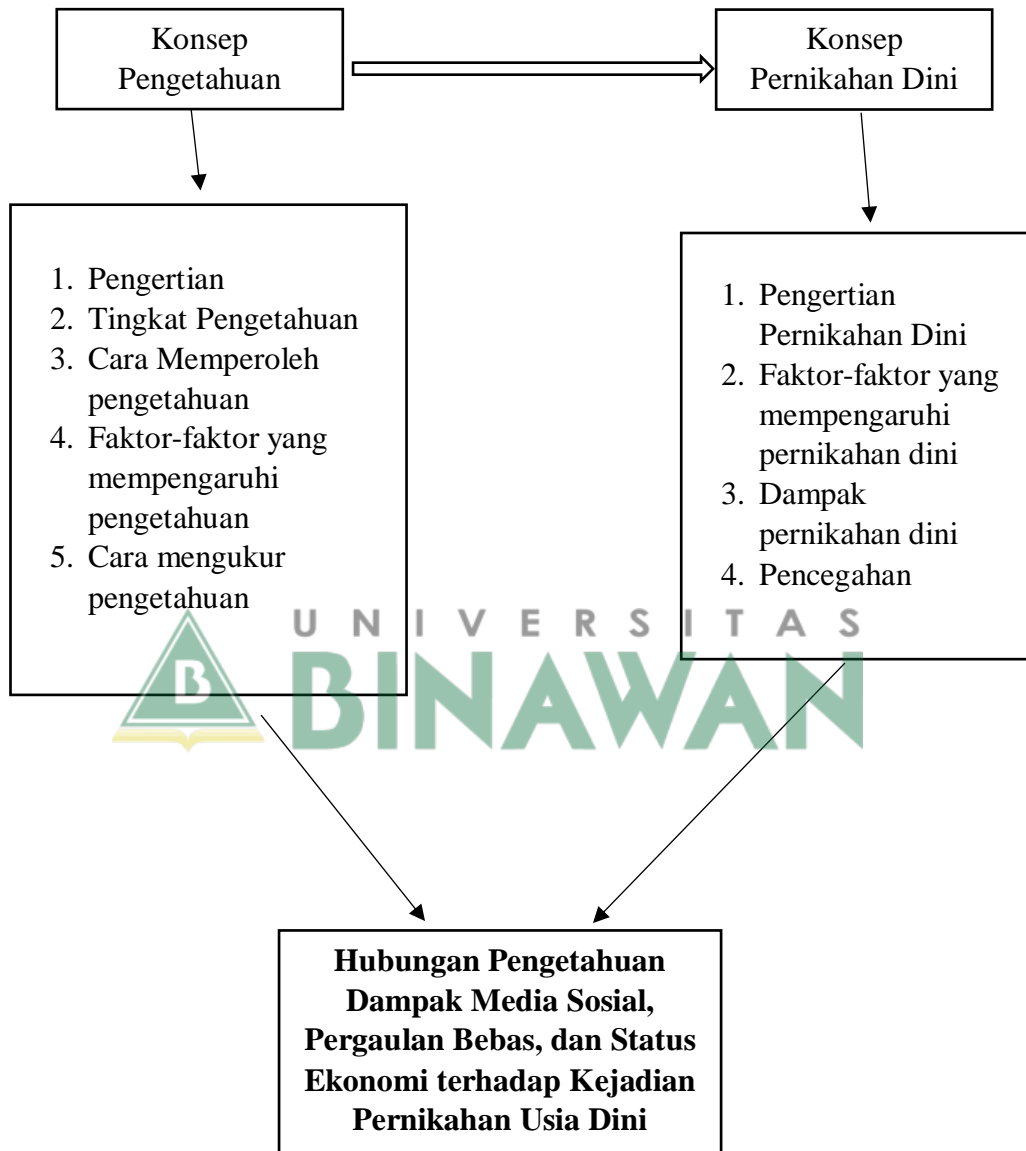 Konsep
Pengetahuan
Konsep
Pernikahan Dini
1. Pengertian
2. Tingkat Pengetahuan
3. Cara Memperoleh
pengetahuan
4. Faktor-faktor yang
mempengaruhi
pengetahuan
5. Cara mengukur
pengetahuan
1. Pengertian
Pernikahan Dini
2. Faktor-faktor yang
mempengaruhi
pernikahan dini
3. Dampak
pernikahan dini
4. Pencegahan
UNIVERSITAS
B
BINAWAN
Hubungan Pengetahuan
Dampak Media Sosial,
Pergaulan Bebas, dan Status
Ekonomi terhadap Kejadian
Pernikahan Usia Dini